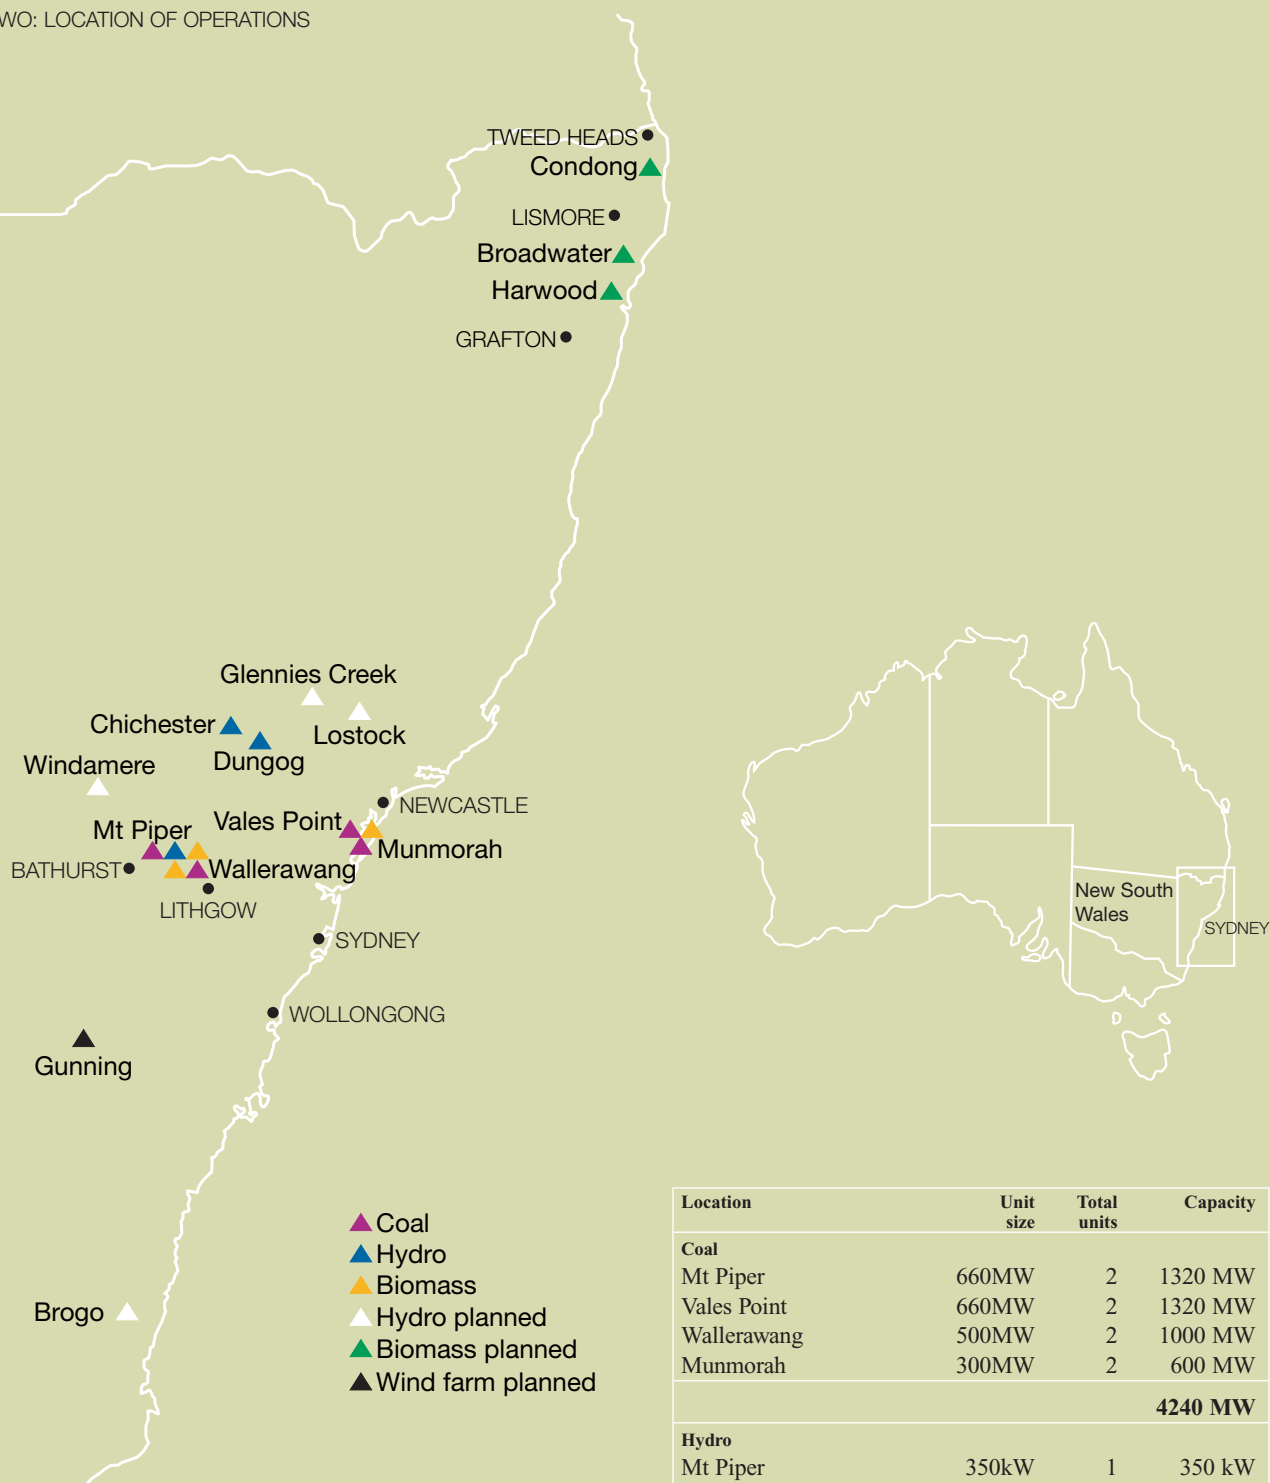 WO: LOCATION OF OPERATIONS
TWEED HEADS
Condong
LISMORE
Broadwater
Harwood
GRAFTON
Glennies Creek
Chichester
Lostock
Dungog
Windamere
NEWCASTLE
Vales Point
Mt Piper
Munmorah
BATHURST
Wallerawang
LITHGOW
SYDNEY
WOLLONGONG
Gunning
Brogo
New South
Wales
SYDNEY
Coal
Hydro
Biomass
Hydro planned
Biomass planned
Wind farm planned
Location Unit size Total units Capacity
Coal
Mt Piper 660MW 2 1320 MW
Vales Point 660MW 2 1320 MW
Wallerawang 500MW 2 1000 MW
Munmorah 300MW 2 600 MW
4240 MW
Hydro
Mt Piper 350kW 1 350 kW